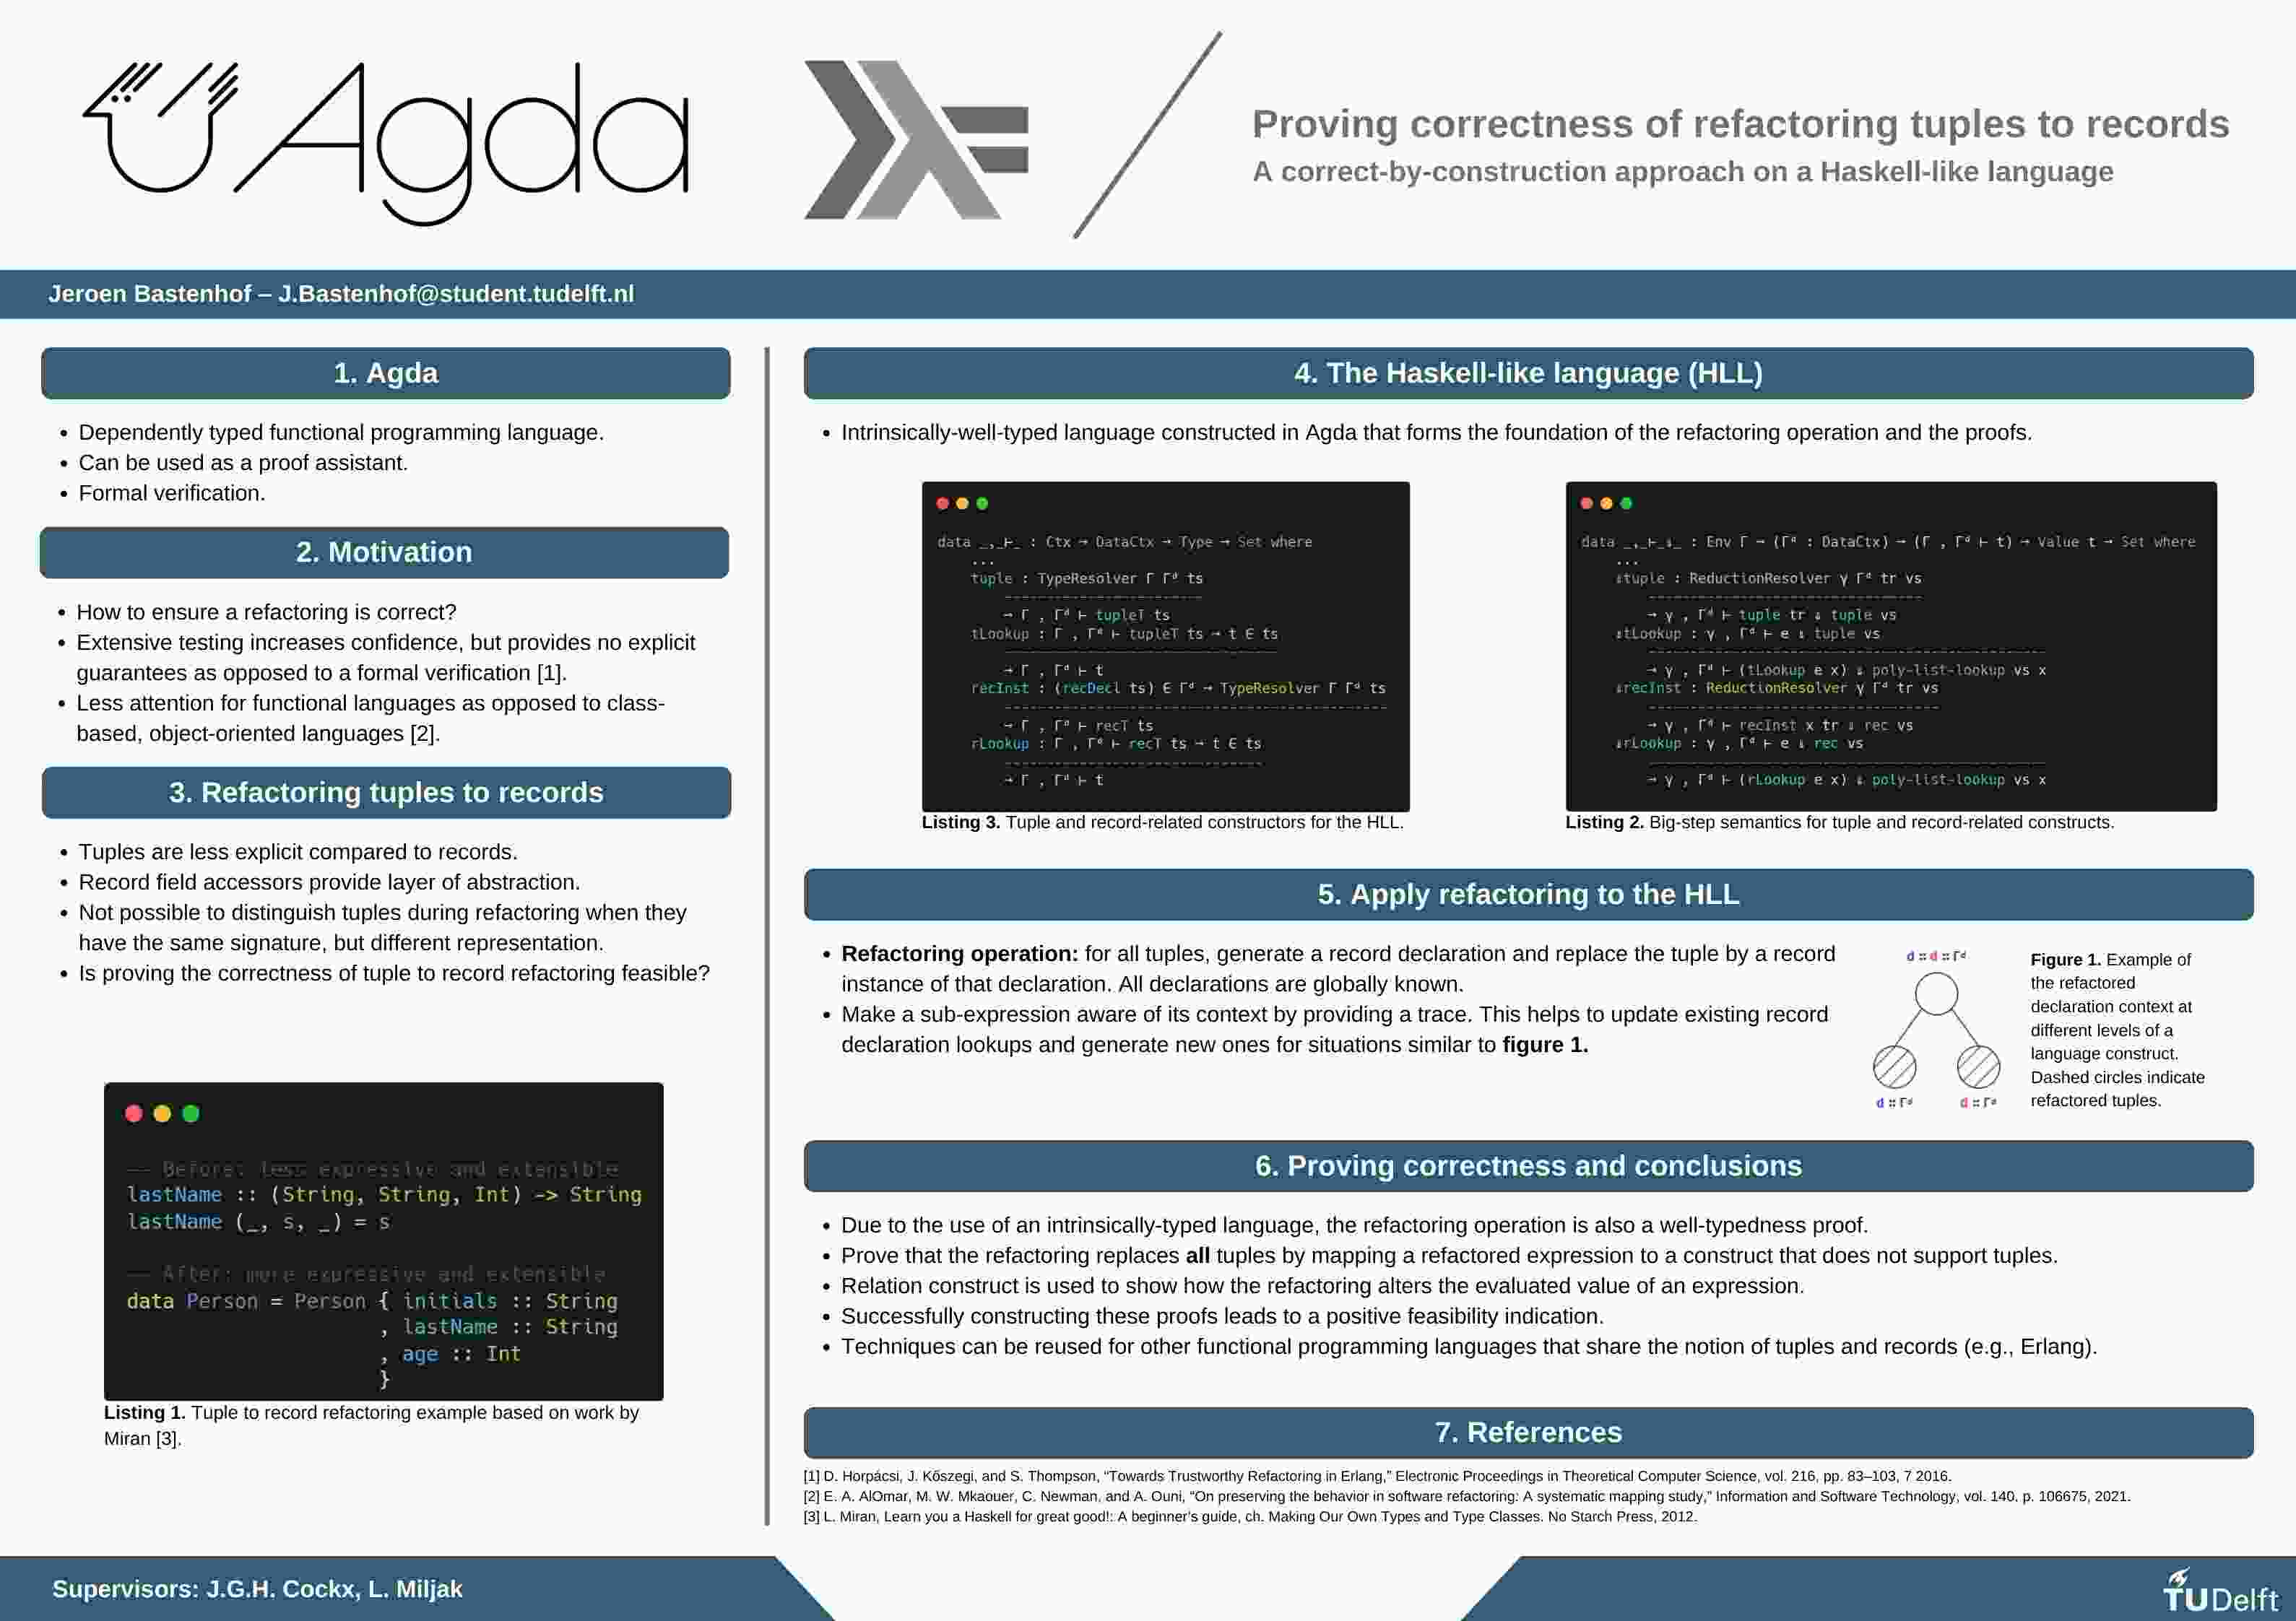 Agda
Proving correctness of refactoring tuples to records
A correct-by-construction approach on a Haskell-like language
Jeroen Bastenhof – J.Bastenhof@student.tudelft.nl
1. Agda
• Dependently typed functional programming language.
• Can be used as a proof assistant.
• Formal verification.
2. Motivation
• How to ensure a refactoring is correct?
• Extensive testing increases confidence, but provides no explicit
guarantees as opposed to a formal verification [1].
• Less attention for functional languages as opposed to class-
based, object-oriented languages [2].
3. Refactoring tuples to records
• Tuples are less explicit compared to records.
• Record field accessors provide layer of abstraction.
• Not possible to distinguish tuples during refactoring when they
have the same signature, but different representation.
• Is proving the correctness of tuple to record refactoring feasible?
-- Before: less expressive and extensible
lastName :: (String, String, Int) -> String
lastName (_, s, _) = s
-- After: more expressive and extensible
data Person = Person { initials :: String
, lastName :: String
, age :: Int
}
Listing 1. Tuple to record refactoring example based on work by
Miran [3].
4. The Haskell-like language (HLL)
• Intrinsically-well-typed language constructed in Agda that forms the foundation of the refactoring operation and the proofs.
data _,_⊢_ : Ctx → DataCtx → Type → Set where
...
tuple : TypeResolver Γ Γᵈ ts
------------------------
→ Γ , Γᵈ ⊢ tupleT ts
tLookup : Γ , Γᵈ ⊢ tupleT ts → t ∈ ts
---------------------------------
→ Γ , Γᵈ ⊢ t
recInst : (recDecl ts) ∈ Γᵈ → TypeResolver Γ Γᵈ ts
----------------------------------------------
→ Γ , Γᵈ ⊢ recT ts
rLookup : Γ , Γᵈ ⊢ recT ts → t ∈ ts
-------------------------------
→ Γ , Γᵈ ⊢ t
Listing 3. Tuple and record-related constructors for the HLL.
data _,_⊢_↓_ : Env Γ → (Γᵈ : DataCtx) → (Γ , Γᵈ ⊢ t) → Value t → Set where
...
↓tuple : ReductionResolver γ Γᵈ tr vs
---------------------------------
→ γ , Γᵈ ⊢ tuple tr ↓ tuple vs
↓tLookup : γ , Γᵈ ⊢ e ↓ tuple vs
------------------------------------------------
→ γ , Γᵈ ⊢ (tLookup e x) ↓ poly-list-lookup vs x
↓recInst : ReductionResolver γ Γᵈ tr vs
-----------------------------------
→ γ , Γᵈ ⊢ recInst x tr ↓ rec vs
↓rLookup : γ , Γᵈ ⊢ e ↓ rec vs
------------------------------------------------
→ γ , Γᵈ ⊢ (rLookup e x) ↓ poly-list-lookup vs x
Listing 2. Big-step semantics for tuple and record-related constructs.
5. Apply refactoring to the HLL
• Refactoring operation: for all tuples, generate a record declaration and replace the tuple by a record
instance of that declaration. All declarations are globally known.
• Make a sub-expression aware of its context by providing a trace. This helps to update existing record
declaration lookups and generate new ones for situations similar to figure 1.
d :: d :: Γᵈ
d :: Γᵈ
d :: Γᵈ
Figure 1. Example of
the refactored
declaration context at
different levels of a
language construct.
Dashed circles indicate
refactored tuples.
6. Proving correctness and conclusions
• Due to the use of an intrinsically-typed language, the refactoring operation is also a well-typedness proof.
• Prove that the refactoring replaces all tuples by mapping a refactored expression to a construct that does not support tuples.
• Relation construct is used to show how the refactoring alters the evaluated value of an expression.
• Successfully constructing these proofs leads to a positive feasibility indication.
• Techniques can be reused for other functional programming languages that share the notion of tuples and records (e.g., Erlang).
7. References
[1] D. Horpácsi, J. Kőszegi, and S. Thompson, “Towards Trustworthy Refactoring in Erlang,” Electronic Proceedings in Theoretical Computer Science, vol. 216, pp. 83–103, 7 2016.
[2] E. A. AlOmar, M. W. Mkaouer, C. Newman, and A. Ouni, “On preserving the behavior in software refactoring: A systematic mapping study,” Information and Software Technology, vol. 140, p. 106675, 2021.
[3] L. Miran, Learn you a Haskell for great good!: A beginner's guide, ch. Making Our Own Types and Type Classes. No Starch Press, 2012.
Supervisors: J.G.H. Cockx, L. Miljak
TUDelft